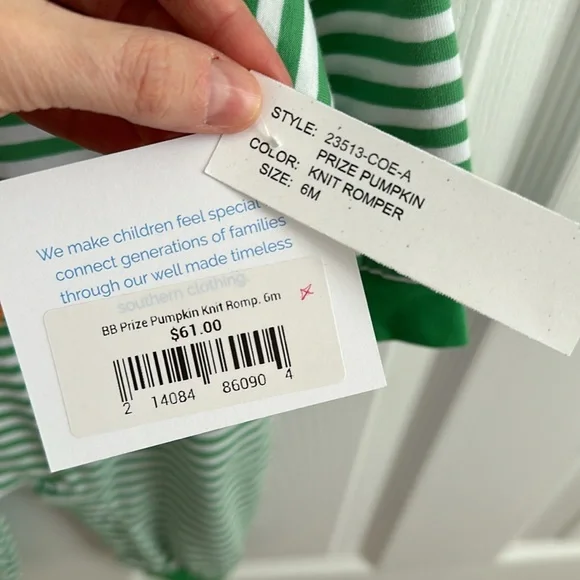 STYLE: 23513-COE-A
PRIZE PUMPKIN
COLOR: KNIT ROMPER
SIZE: 6M
We make children feel special
connect generations of families
through our well made timeless
southern clothing.
BB Prize Pumpkin Knit Romp. 6m
$61.00
2 14084 86090 4